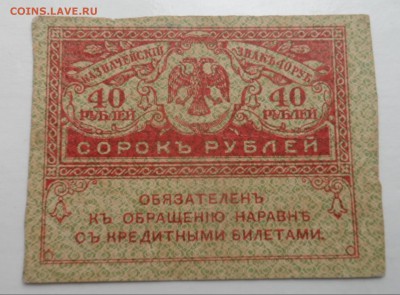 COINS.LAVE.RU
КАЗНАЧЕЙСКІЙ ЗНАКЪ 40 РУБ.
40 40
РУБЛЕЙ РУБЛЕЙ
СОРОКЪ РУБЛЕЙ
ОБЯЗАТЕЛЕНЪ
КЪ ОБРАЩЕНІЮ НАРАВНѢ
СЪ КРЕДИТНЫМИ БИЛЕТАМИ.